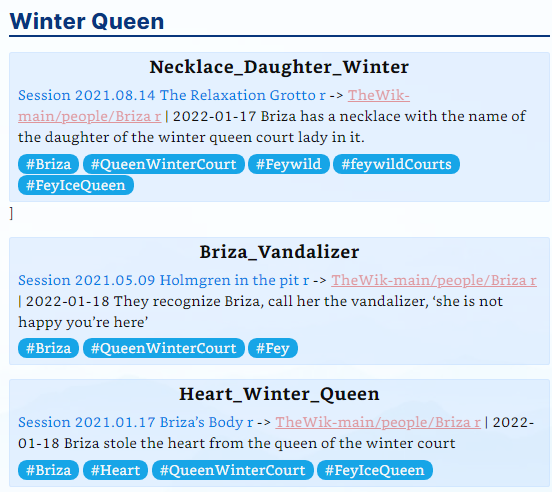 Winter Queen
Necklace_Daughter_Winter
Session 2021.08.14 The Relaxation Grotto r -> TheWik-
main/people/Briza r | 2022-01-17 Briza has a necklace with the name of
the daughter of the winter queen court lady in it.
#Briza #QueenWinterCourt #Feywild #feywildCourts
#FeyIceQueen
]
Briza_Vandalizer
Session 2021.05.09 Holmgren in the pit r -> TheWik-main/people/Briza r
| 2022-01-18 They recognize Briza, call her the vandalizer, ‘she is not
happy you’re here’
#Briza #QueenWinterCourt #Fey
Heart_Winter_Queen
Session 2021.01.17 Briza’s Body r -> TheWik-main/people/Briza r | 2022-
01-18 Briza stole the heart from the queen of the winter court
#Briza #Heart #QueenWinterCourt #FeyIceQueen